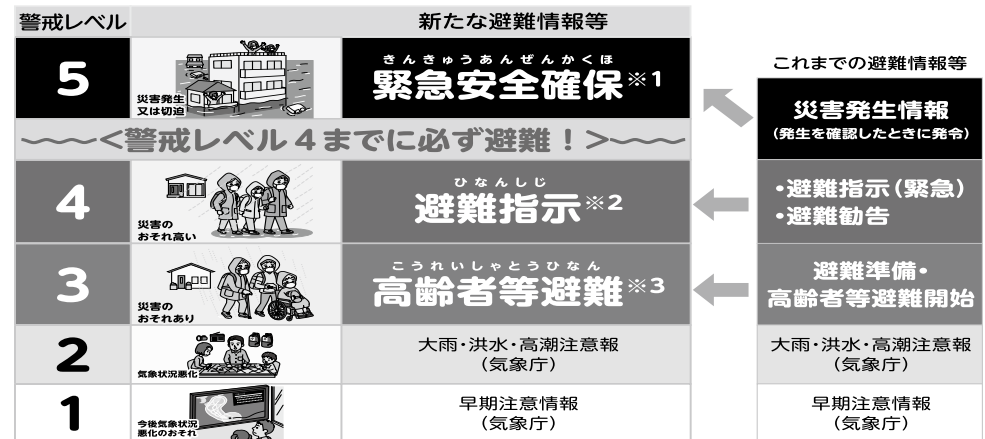 警戒レベル
新たな避難情報等
5
災害発生
又は切迫
きんきゅうあんぜんかくほ
緊急安全確保※1
〜〜〜<警戒レベル４までに必ず避難！>〜〜〜
4
災害の
おそれ高い
ひなんしじ
避難指示※2
3
災害の
おそれあり
こうれいしゃとうひなん
高齢者等避難※3
2
気象状況悪化
大雨・洪水・高潮注意報
（気象庁）
1
今後気象状況
悪化のおそれ
早期注意情報
（気象庁）
これまでの避難情報等
災害発生情報
（発生を確認したときに発令）
・避難指示（緊急）
・避難勧告
避難準備・
高齢者等避難開始
大雨・洪水・高潮注意報
（気象庁）
早期注意情報
（気象庁）